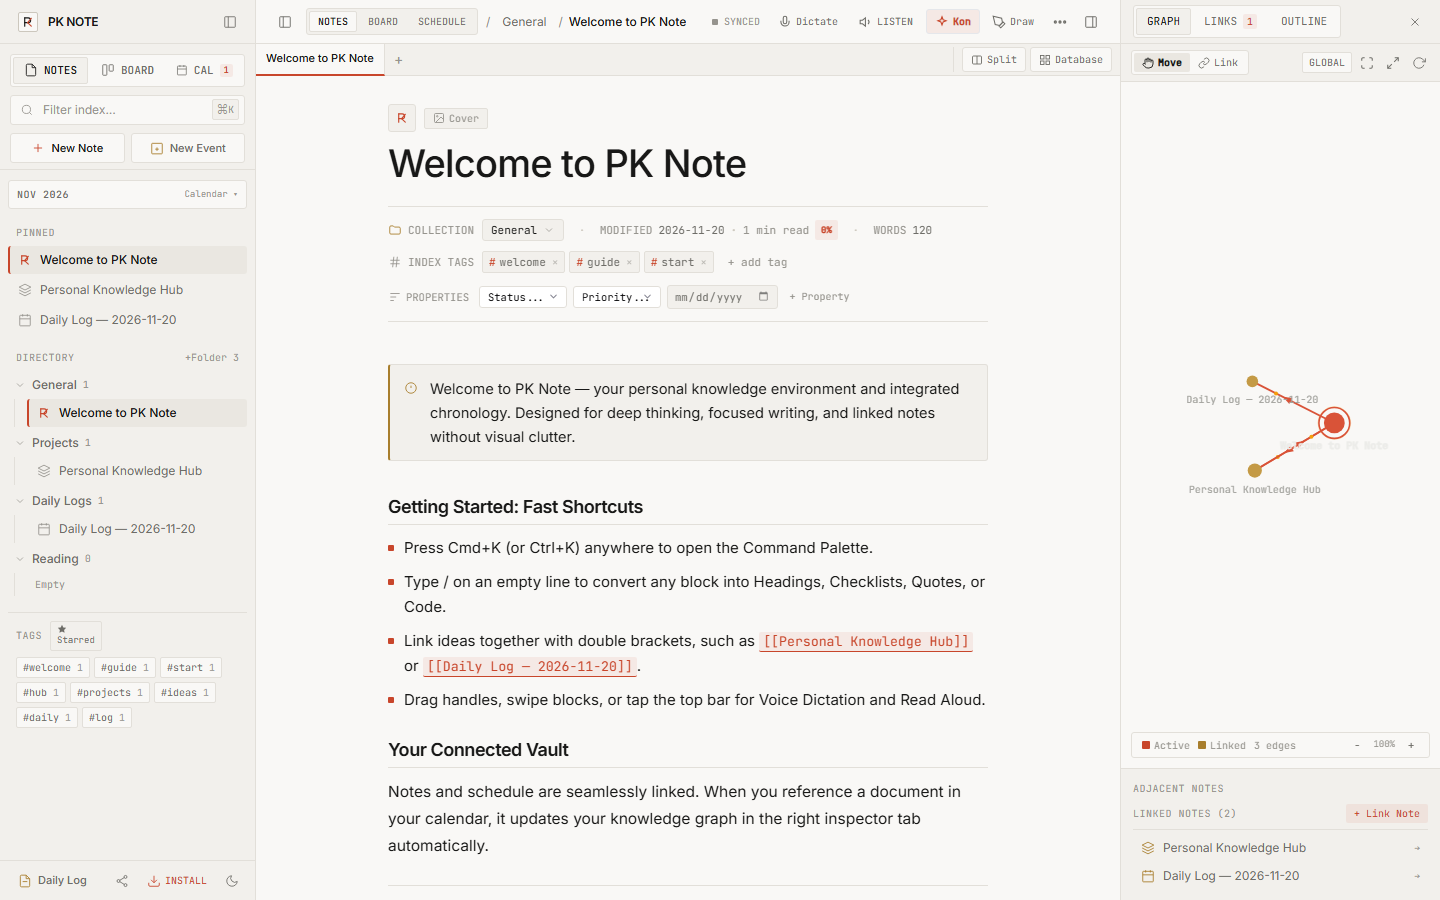 PK NOTE
NOTES
BOARD
CAL 1
Filter index...
⌘K
+ New Note
New Event
NOV 2026
Calendar
PINNED
Welcome to PK Note
Personal Knowledge Hub
Daily Log — 2026-11-20
DIRECTORY
+Folder 3
General 1
Welcome to PK Note
Projects 1
Personal Knowledge Hub
Daily Logs 1
Daily Log — 2026-11-20
Reading 0
Empty
TAGS
★ Starred
#welcome 1 #guide 1 #start 1
#hub 1 #projects 1 #ideas 1
#daily 1 #log 1
Daily Log
INSTALL
NOTES BOARD SCHEDULE / General / Welcome to PK Note
SYNCED
Dictate
LISTEN
Kon
Draw
•••
Welcome to PK Note
+
Split
Database
Cover
Welcome to PK Note
COLLECTION General · MODIFIED 2026-11-20 · 1 min read 0% · WORDS 120
# INDEX TAGS # welcome × # guide × # start × + add tag
PROPERTIES Status... Priority... mm/dd/yyyy + Property
Welcome to PK Note — your personal knowledge environment and integrated
chronology. Designed for deep thinking, focused writing, and linked notes
without visual clutter.
Getting Started: Fast Shortcuts
Press Cmd+K (or Ctrl+K) anywhere to open the Command Palette.
Type / on an empty line to convert any block into Headings, Checklists, Quotes, or
Code.
Link ideas together with double brackets, such as [[Personal Knowledge Hub]]
or [[Daily Log — 2026-11-20]].
Drag handles, swipe blocks, or tap the top bar for Voice Dictation and Read Aloud.
Your Connected Vault
Notes and schedule are seamlessly linked. When you reference a document in
your calendar, it updates your knowledge graph in the right inspector tab
automatically.
GRAPH LINKS 1 OUTLINE
×
Move Link
GLOBAL
Daily Log — 2026-11-20
Welcome to PK Note
Personal Knowledge Hub
Active Linked 3 edges
- 100% +
ADJACENT NOTES
LINKED NOTES (2)
+ Link Note
Personal Knowledge Hub →
Daily Log — 2026-11-20 →